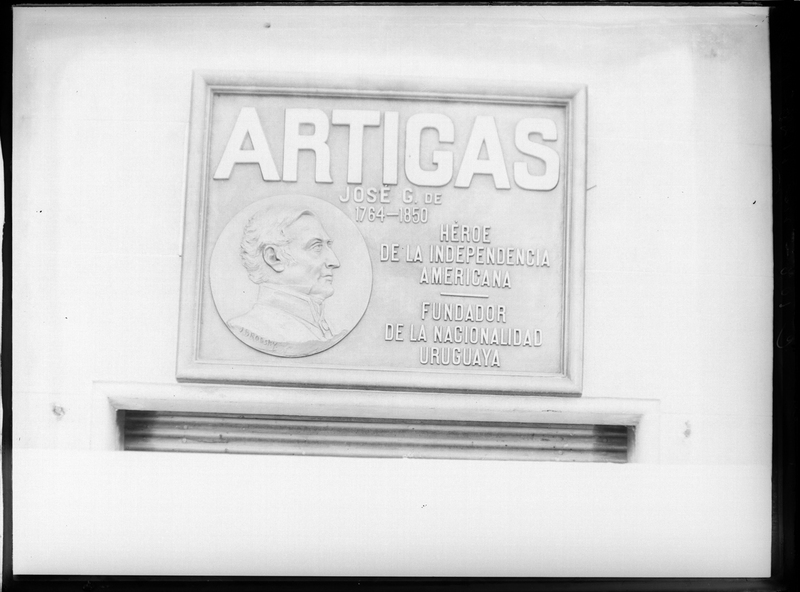 ARTIGAS
JOSÉ G. DE
1764—1850
HÉROE
DE LA INDEPENDENCIA
AMERICANA
FUNDADOR
DE LA NACIONALIDAD
URUGUAYA